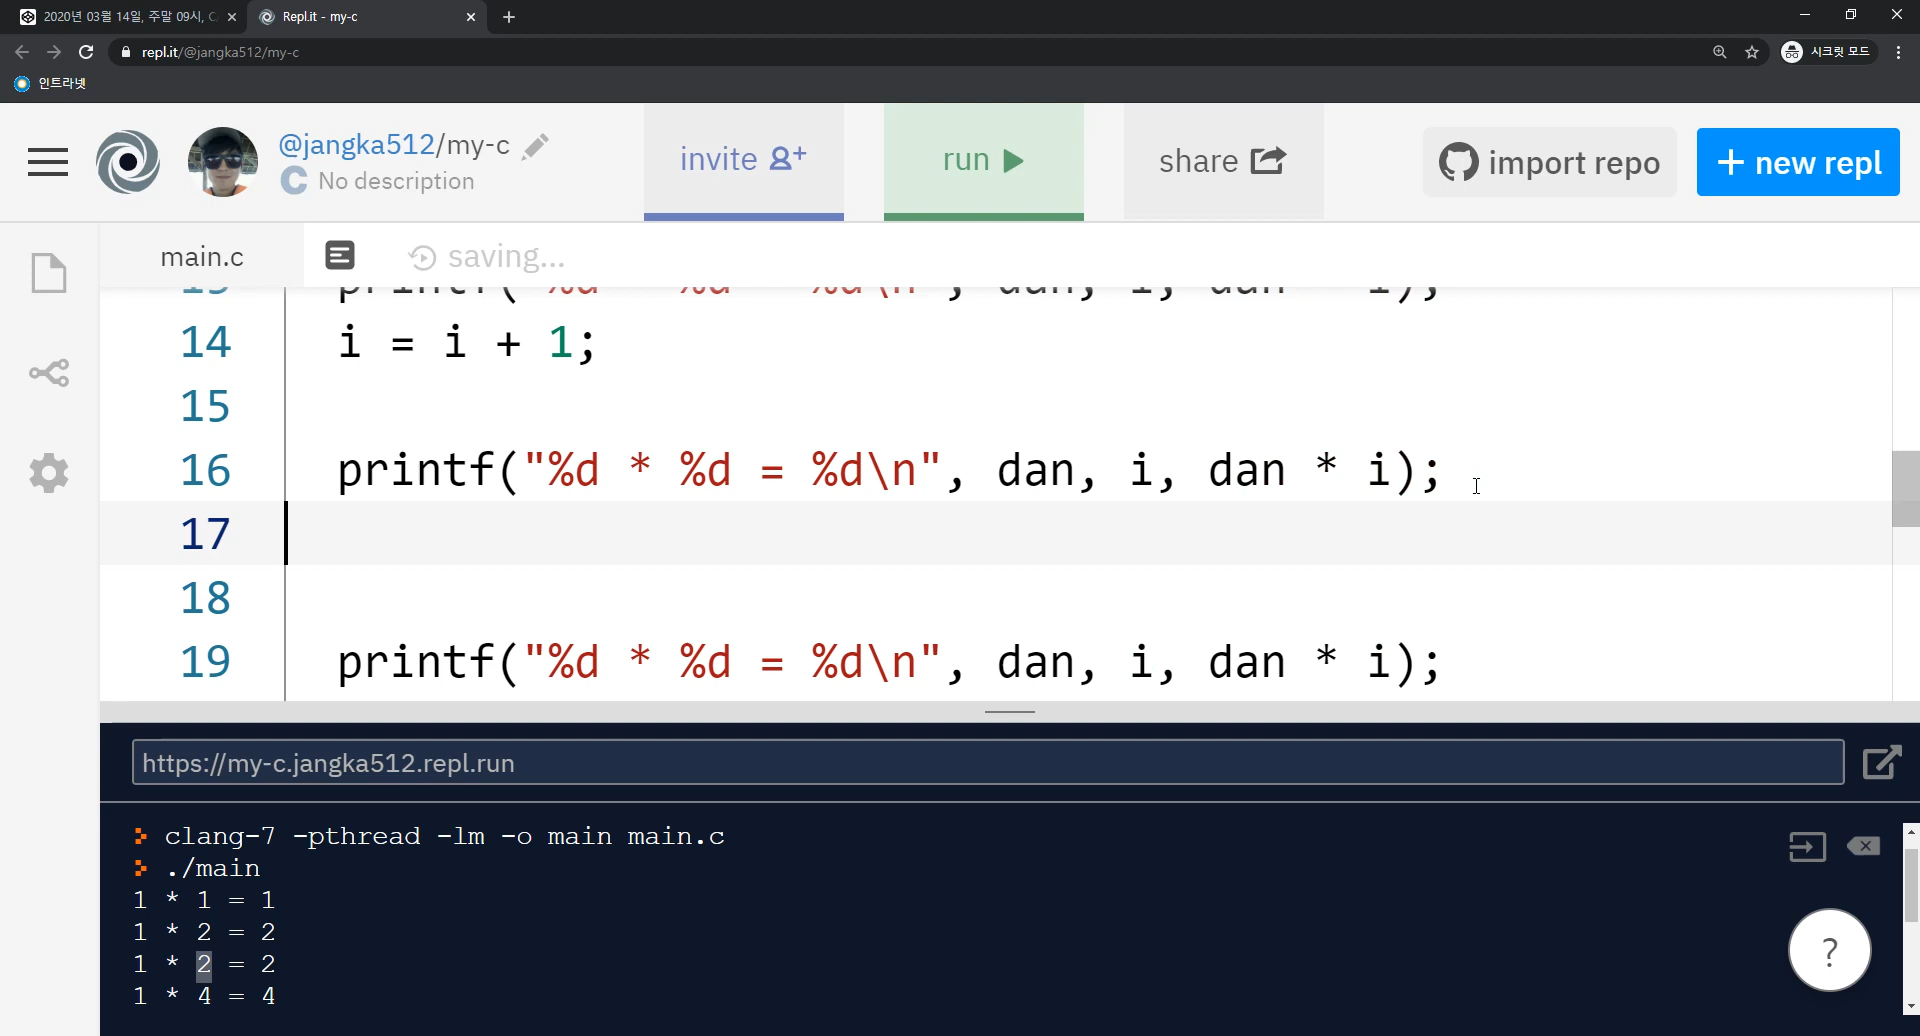 2020년 03월 14일, 주말 09시, C
Repl.it - my-c
repl.it/@jangka512/my-c
시크릿 모드
인트라넷
@jangka512/my-c
C No description
invite
run
share
import repo
+ new repl
main.c
saving...
14 i = i + 1;
15
16 printf("%d * %d = %d\n", dan, i, dan * i);
17
18
19 printf("%d * %d = %d\n", dan, i, dan * i);
https://my-c.jangka512.repl.run
clang-7 -pthread -lm -o main main.c
./main
1 * 1 = 1
1 * 2 = 2
1 * 2 = 2
1 * 4 = 4
?